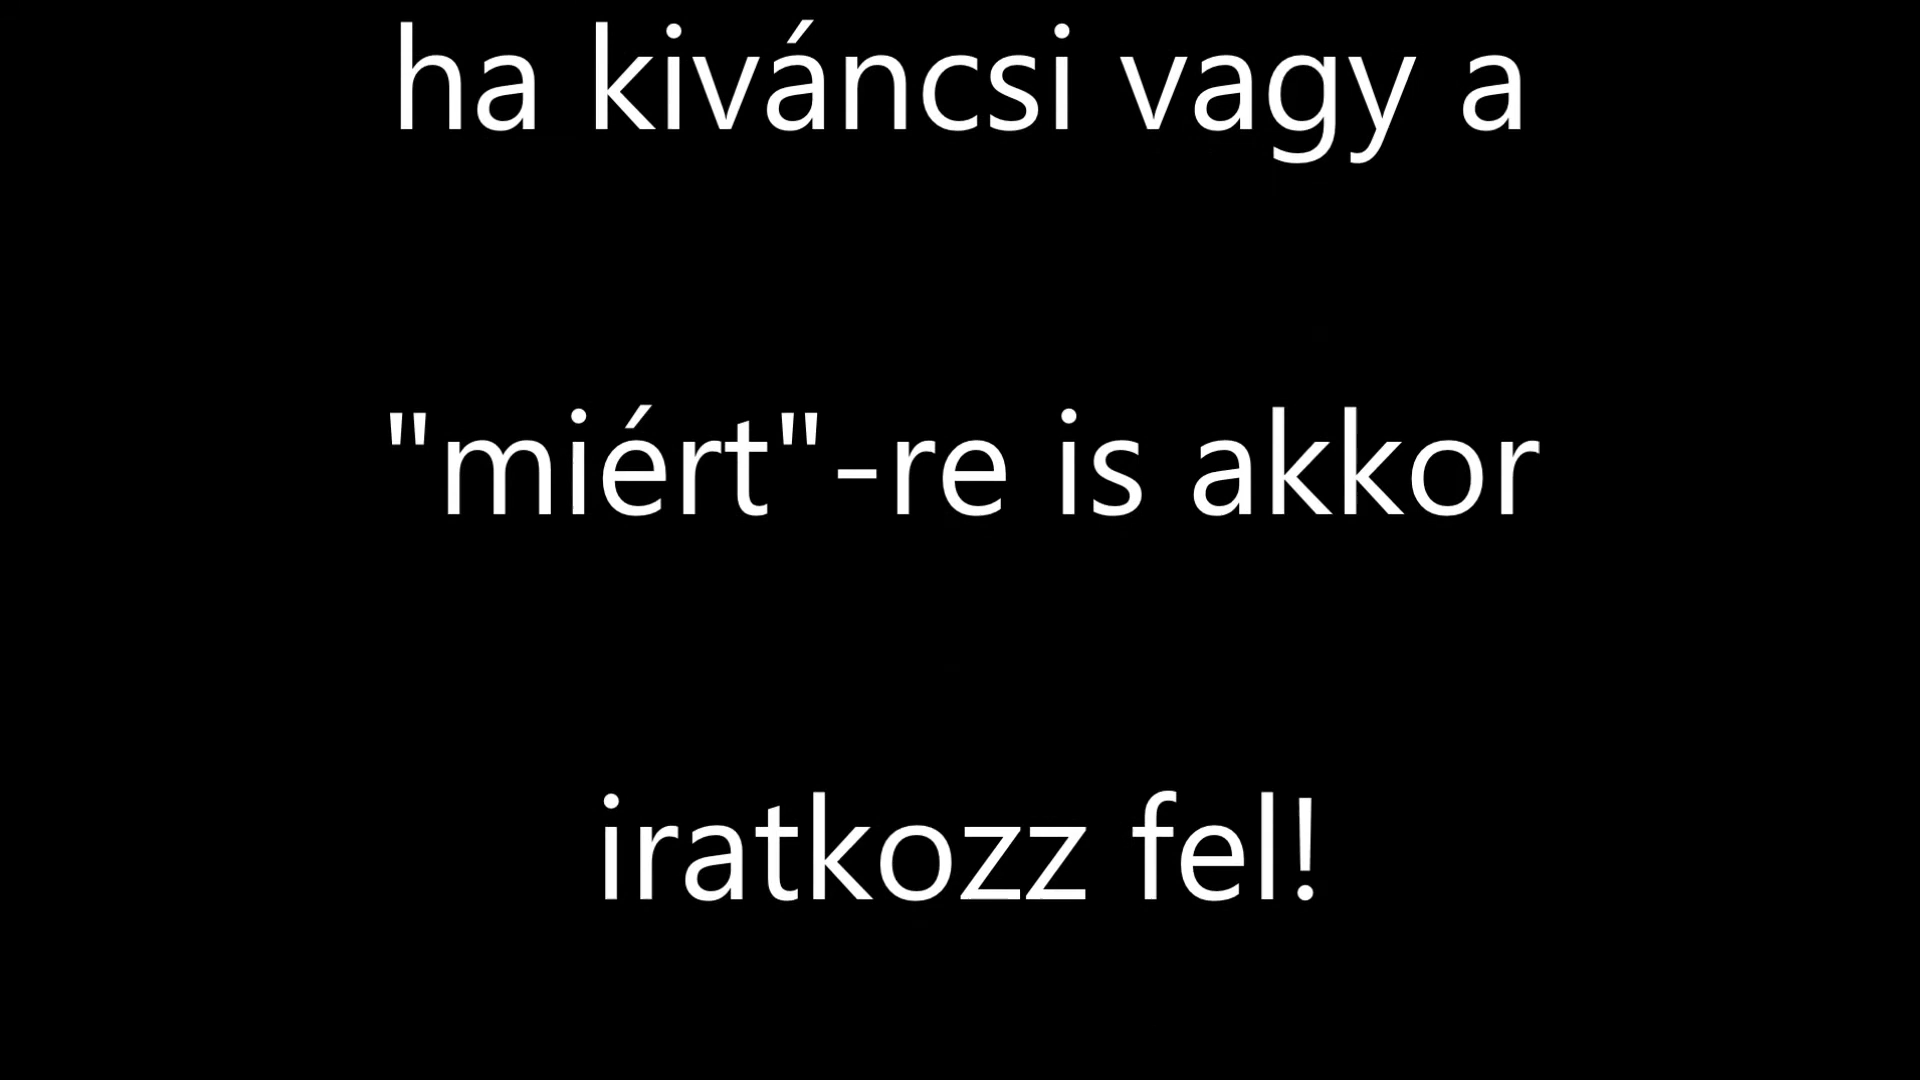 ha kiváncsi vagy a
"miért"-re is akkor
iratkozz fel!